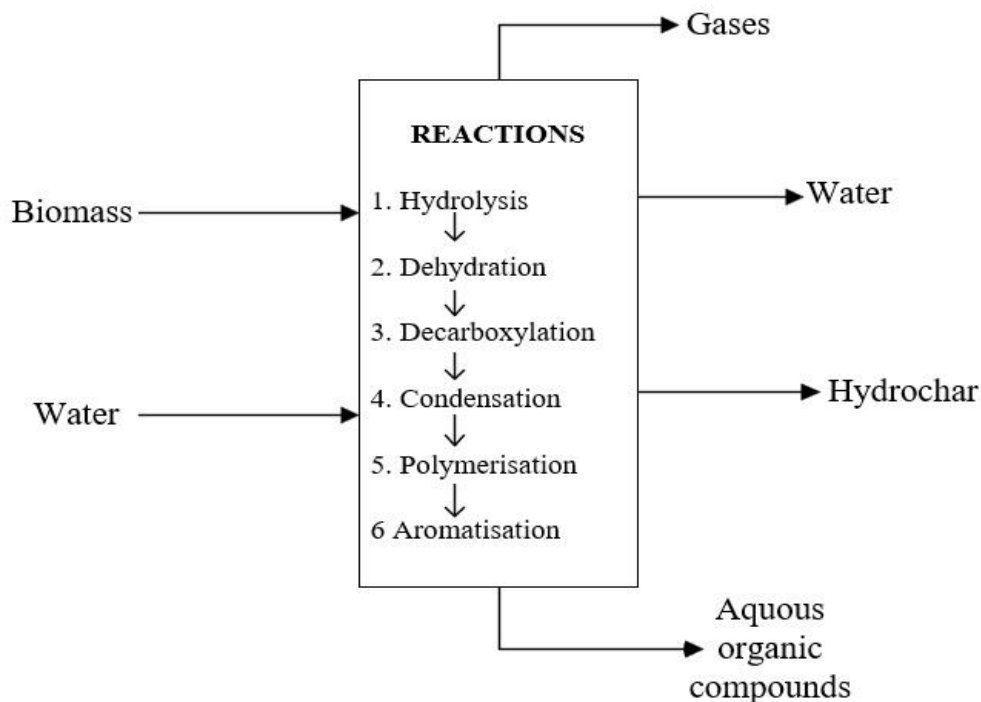 Gases
REACTIONS
Biomass
1. Hydrolysis
Water
2. Dehydration
3. Decarboxylation
Water
4. Condensation
Hydrochar
5. Polymerisation
6 Aromatisation
Aquous
organic
compounds